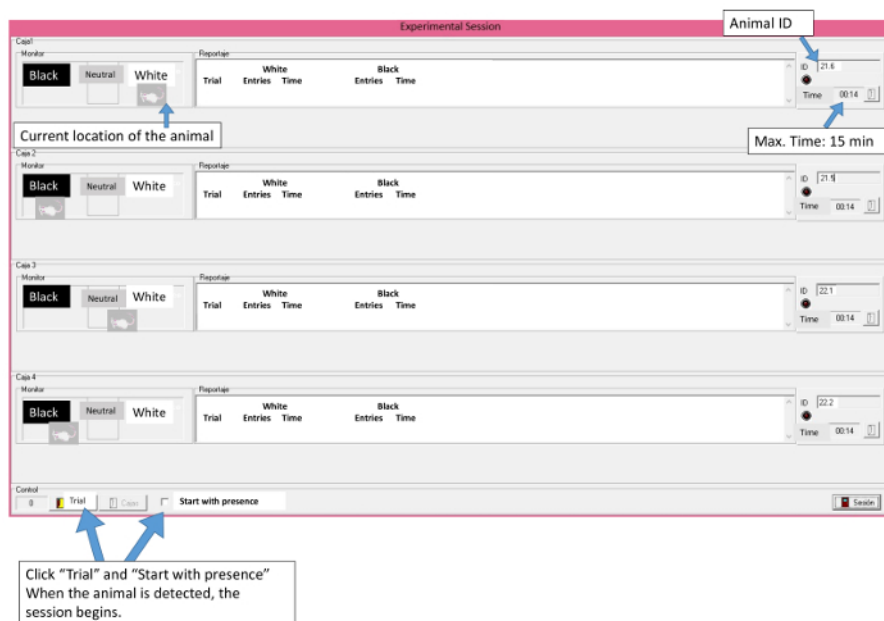 Experimental Session
Animal ID
Caja1
Monitor
Reportaje
Black Neutral White
White Black
Trial Entries Time Entries Time
ID 21.6
Time 00:14
Current location of the animal
Max. Time: 15 min
Caja 2
Monitor
Reportaje
Black Neutral White
White Black
Trial Entries Time Entries Time
ID 21.5
Time 00:14
Caja 3
Monitor
Reportaje
Black Neutral White
White Black
Trial Entries Time Entries Time
ID 22.1
Time 00:14
Caja 4
Monitor
Reportaje
Black Neutral White
White Black
Trial Entries Time Entries Time
ID 22.2
Time 00:14
Control
Trial Start with presence Sesión
Click “Trial” and “Start with presence”
When the animal is detected, the
session begins.